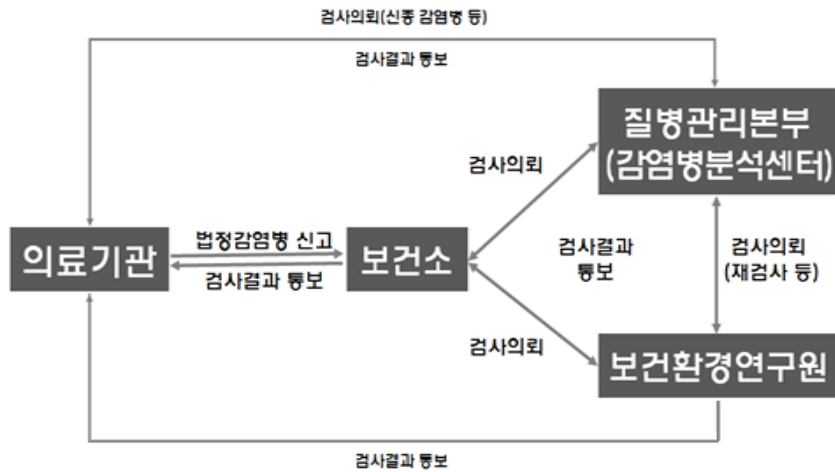 검사의뢰(신종 감염병 등)
검사결과 통보
질병관리본부
(감염병분석센터)
검사의뢰
의료기관
법정감염병 신고
검사결과 통보
보건소
검사결과
통보
검사의뢰
(재검사 등)
검사의뢰
보건환경연구원
검사결과 통보